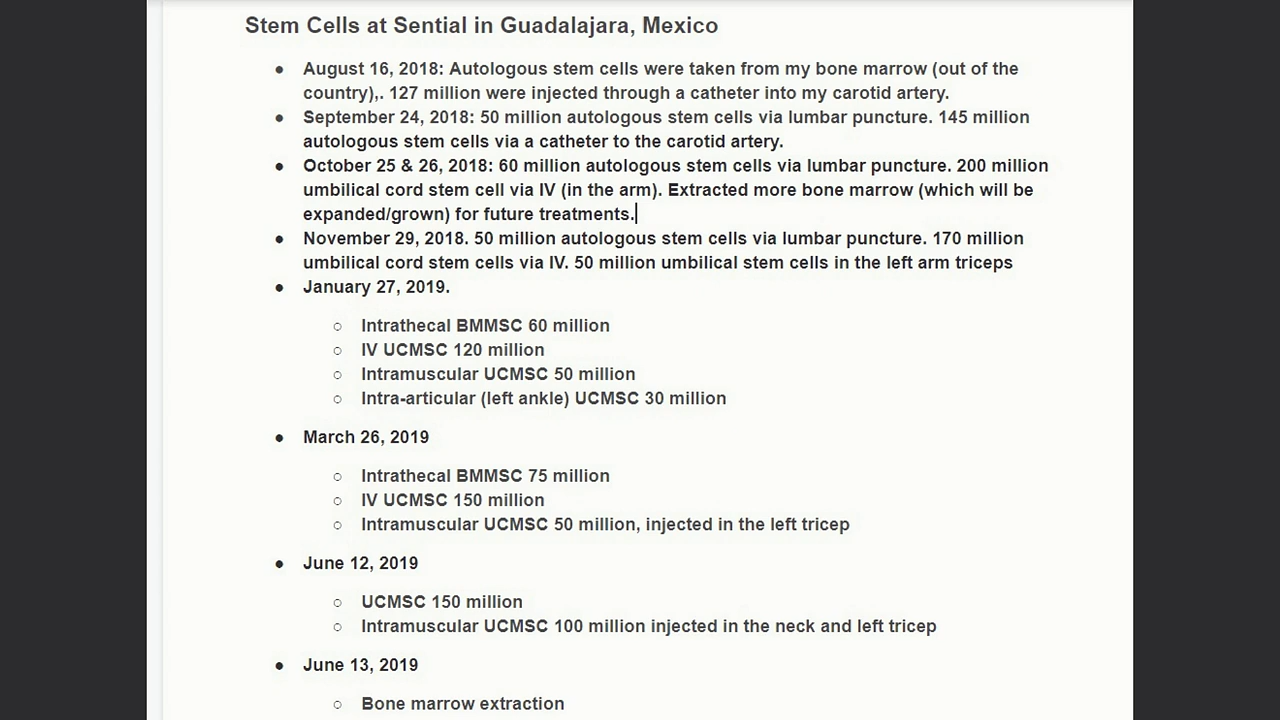 Stem Cells at Sential in Guadalajara, Mexico
● August 16, 2018: Autologous stem cells were taken from my bone marrow (out of the
country),. 127 million were injected through a catheter into my carotid artery.
● September 24, 2018: 50 million autologous stem cells via lumbar puncture. 145 million
autologous stem cells via a catheter to the carotid artery.
● October 25 & 26, 2018: 60 million autologous stem cells via lumbar puncture. 200 million
umbilical cord stem cell via IV (in the arm). Extracted more bone marrow (which will be
expanded/grown) for future treatments.
● November 29, 2018. 50 million autologous stem cells via lumbar puncture. 170 million
umbilical cord stem cells via IV. 50 million umbilical stem cells in the left arm triceps
● January 27, 2019.
○ Intrathecal BMMSC 60 million
○ IV UCMSC 120 million
○ Intramuscular UCMSC 50 million
○ Intra-articular (left ankle) UCMSC 30 million
● March 26, 2019
○ Intrathecal BMMSC 75 million
○ IV UCMSC 150 million
○ Intramuscular UCMSC 50 million, injected in the left tricep
● June 12, 2019
○ UCMSC 150 million
○ Intramuscular UCMSC 100 million injected in the neck and left tricep
● June 13, 2019
○ Bone marrow extraction